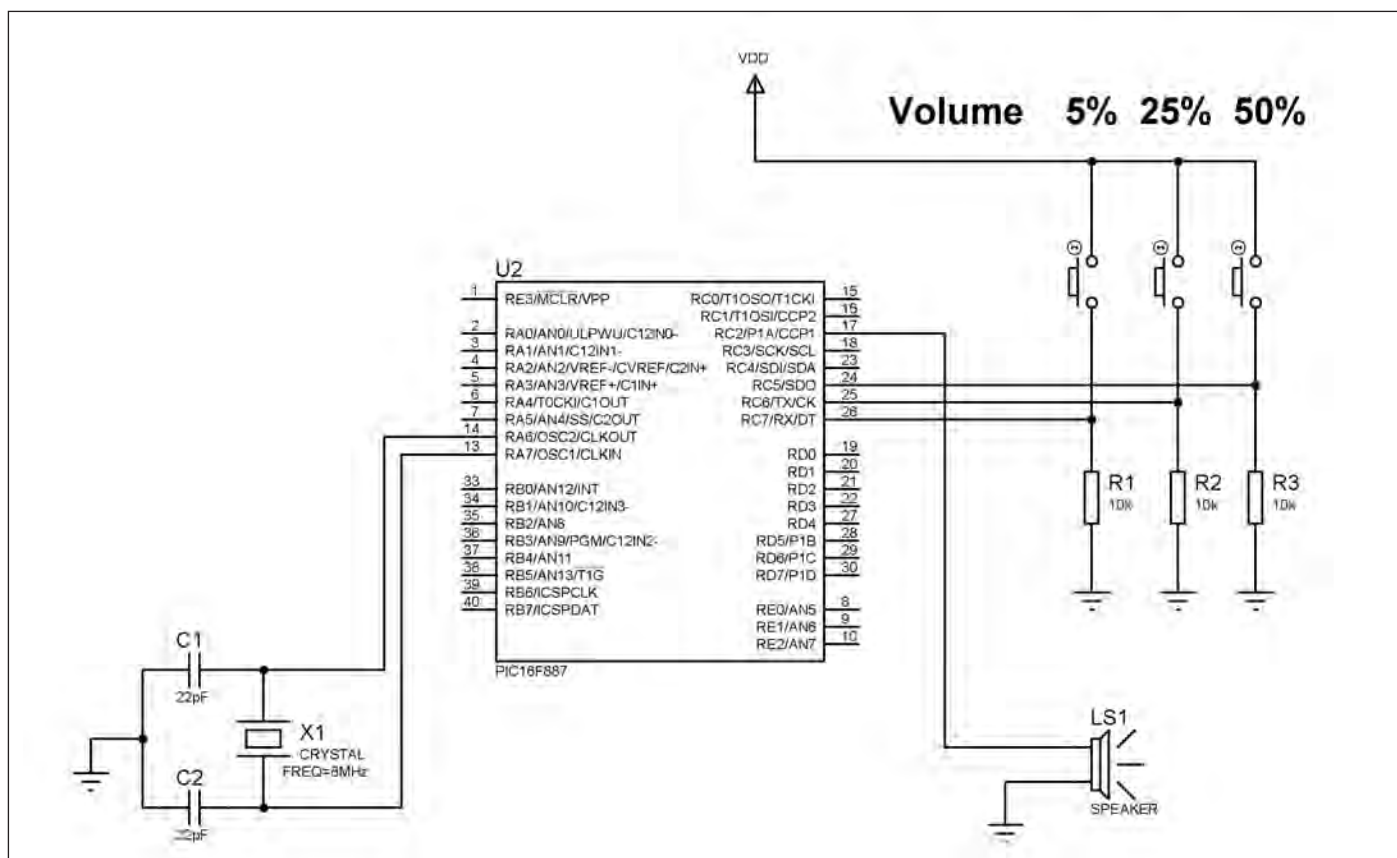 VDD
Volume 5% 25% 50%
U2
1 RE3/MCLR/VPP
2 RA0/AN0/ULPWU/C12IN0-
3 RA1/AN1/C12IN1-
4 RA2/AN2/VREF-/CVREF/C2IN+
5 RA3/AN3/VREF+/C1IN+
6 RA4/T0CKI/C1OUT
7 RA5/AN4/SS/C2OUT
14 RA6/OSC2/CLKOUT
13 RA7/OSC1/CLKIN
33 RB0/AN12/INT
34 RB1/AN10/C12IN3-
35 RB2/AN8
36 RB3/AN9/PGM/C12IN2-
37 RB4/AN11
38 RB5/AN13/T1G
39 RB6/ICSPCLK
40 RB7/ICSPDAT
RC0/T1OSO/T1CKI 15
RC1/T1OSI/CCP2 16
RC2/P1A/CCP1 17
RC3/SCK/SCL 18
RC4/SDI/SDA 23
RC5/SDO 24
RC6/TX/CK 25
RC7/RX/DT 26
RD0 19
RD1 20
RD2 21
RD3 22
RD4 27
RD5/P1B 28
RD6/P1C 29
RD7/P1D 30
RE0/AN5 8
RE1/AN6 9
RE2/AN7 10
PIC16F887
R1
10k
R2
10k
R3
10k
C1
22pF
X1
CRYSTAL
FREQ=8MHz
C2
22pF
LS1
SPEAKER